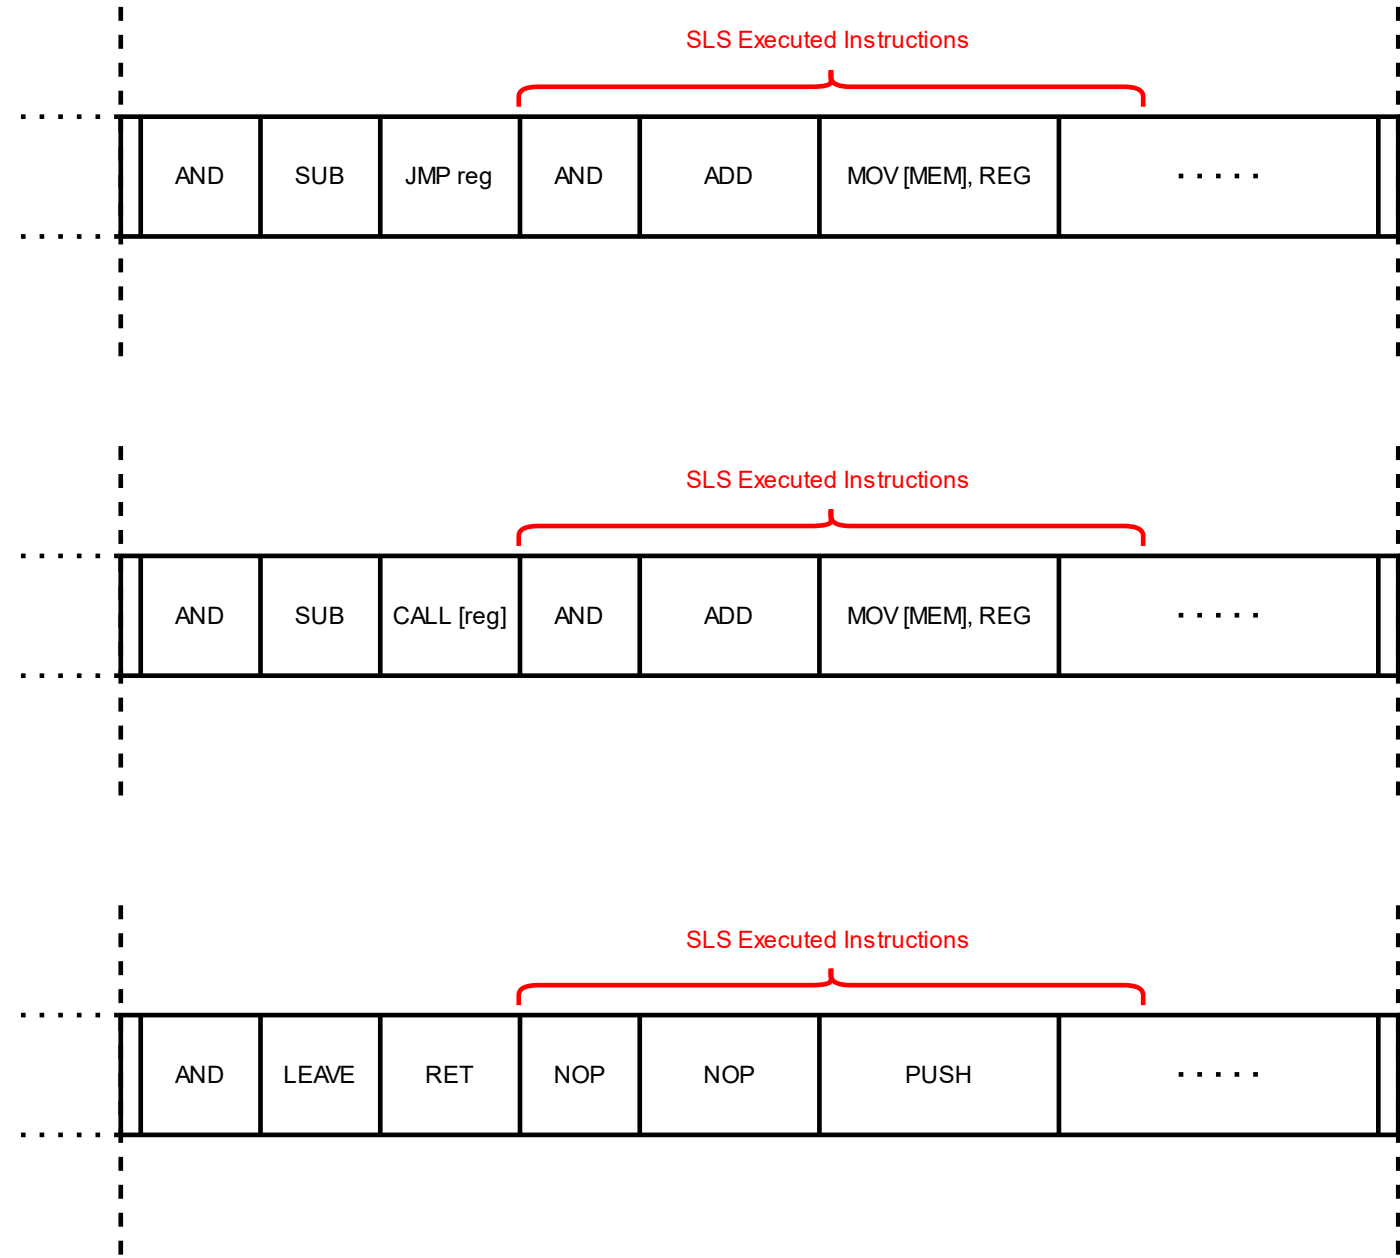 SLS Executed Instructions
..... AND SUB JMP reg AND ADD MOV [MEM], REG .....
.....
SLS Executed Instructions
..... AND SUB CALL [reg] AND ADD MOV [MEM], REG .....
.....
SLS Executed Instructions
..... AND LEAVE RET NOP NOP PUSH .....
.....